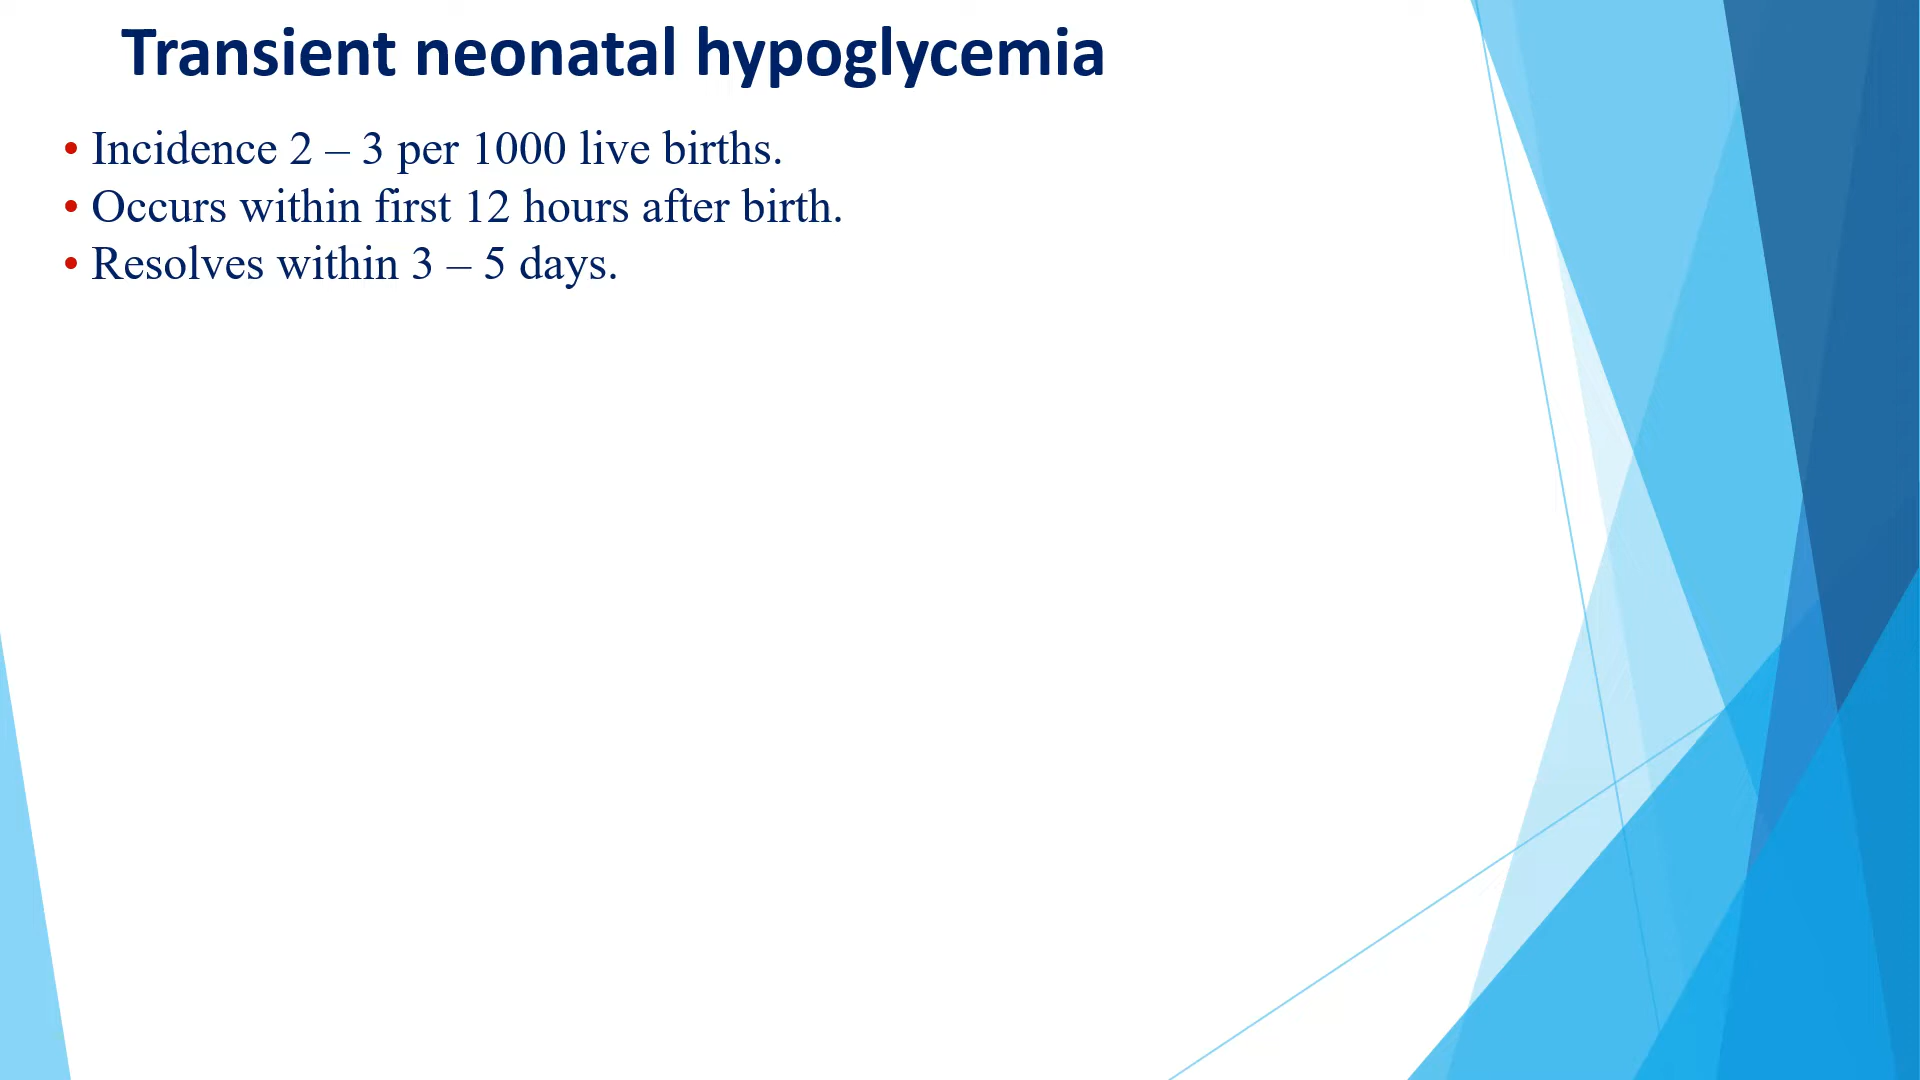 Transient neonatal hypoglycemia
• Incidence 2 – 3 per 1000 live births.
• Occurs within first 12 hours after birth.
• Resolves within 3 – 5 days.